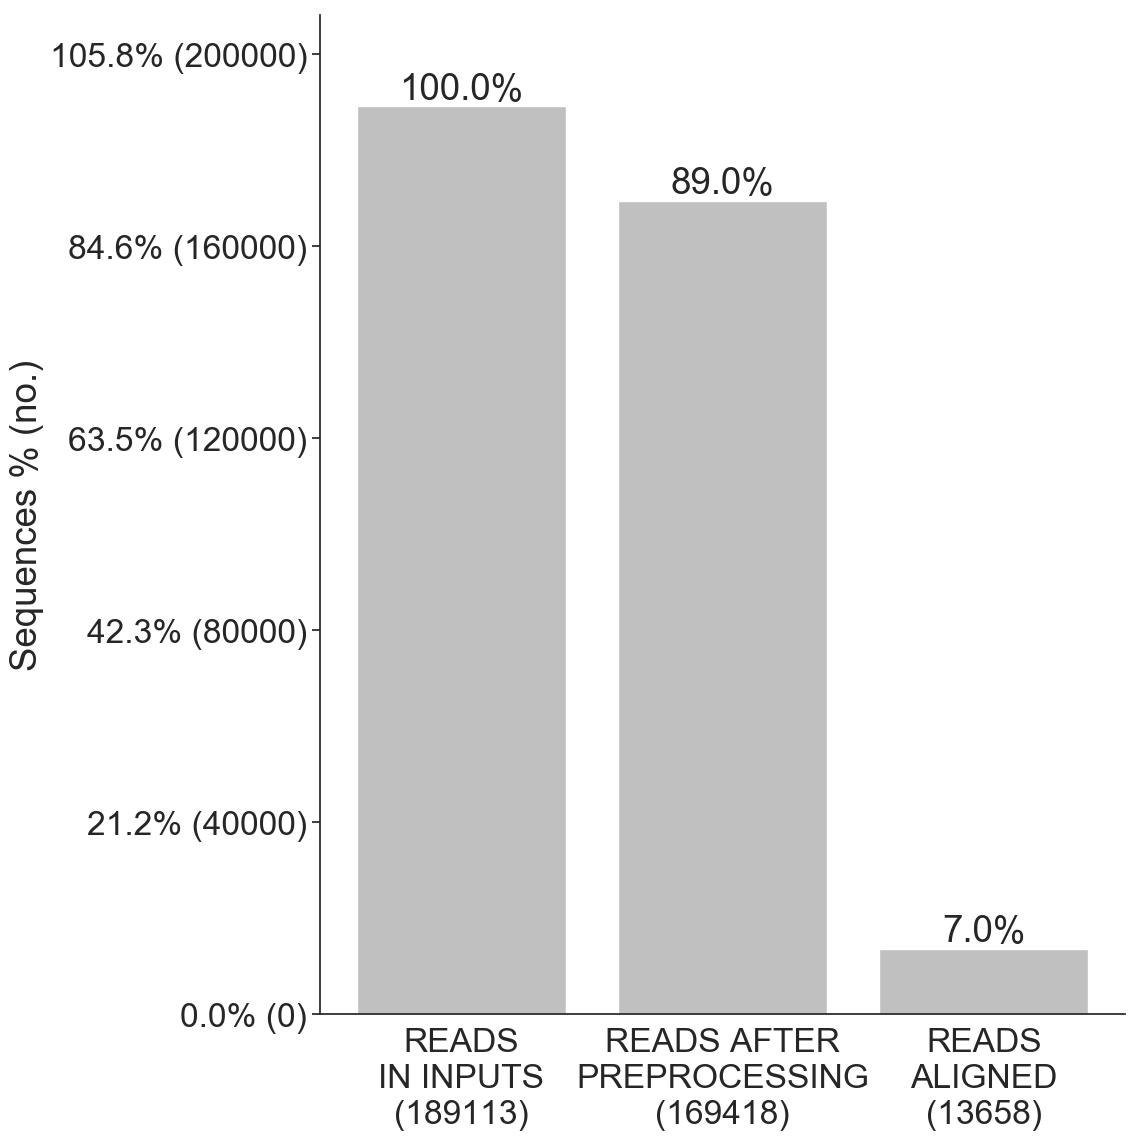 Sequences % (no.)
105.8% (200000)
84.6% (160000)
63.5% (120000)
42.3% (80000)
21.2% (40000)
0.0% (0)
100.0%
89.0%
7.0%
READS
IN INPUTS
(189113)
READS AFTER
PREPROCESSING
(169418)
READS
ALIGNED
(13658)